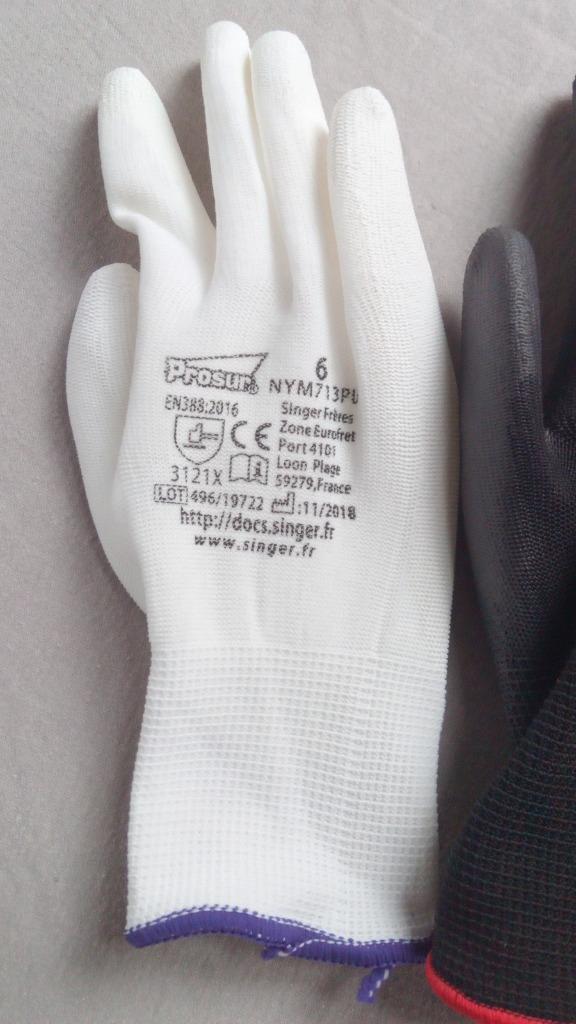 Prosur®
6
NYM713PU
EN388:2016
CE
3121X
Singer Frères
Zone Eurofret
Port 4101
Loon Plage
59279, France
LOT 496/19722 :11/2018
http://docs.singer.fr
www.singer.fr